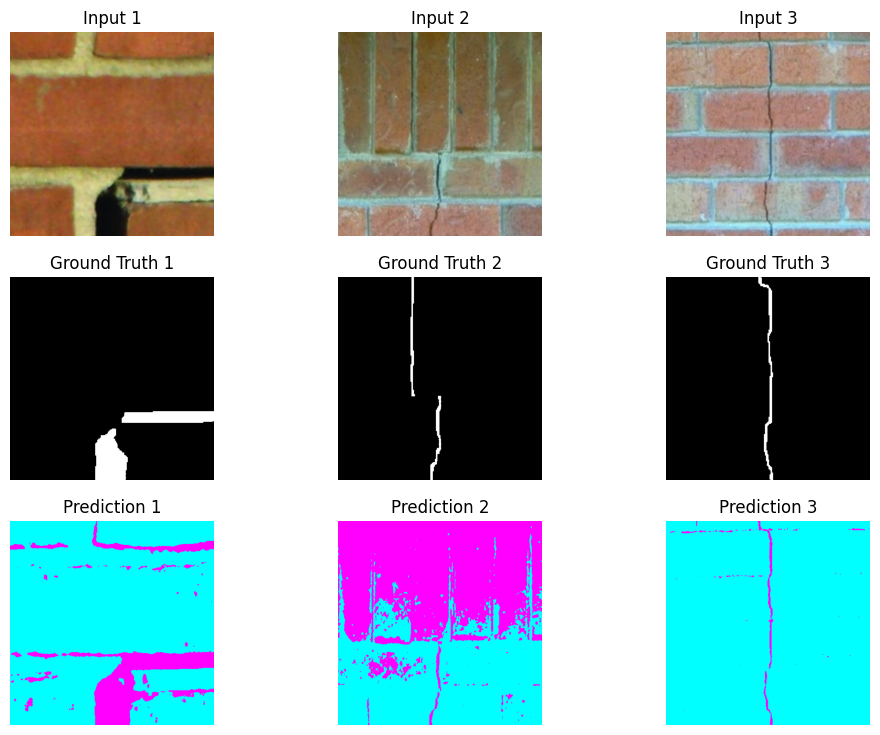 Input 1
Input 2
Input 3
Ground Truth 1
Ground Truth 2
Ground Truth 3
Prediction 1
Prediction 2
Prediction 3